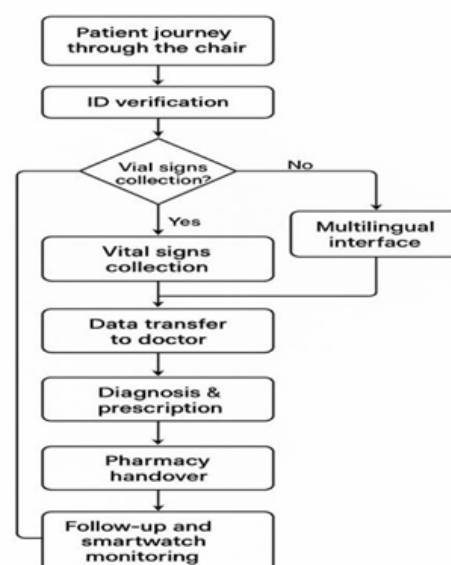 Patient journey
through the chair
ID verification
Vial signs
collection?
No
Yes
Multilingual
interface
Vital signs
collection
Data transfer
to doctor
Diagnosis &
prescription
Pharmacy
handover
Follow-up and
smartwatch
monitoring